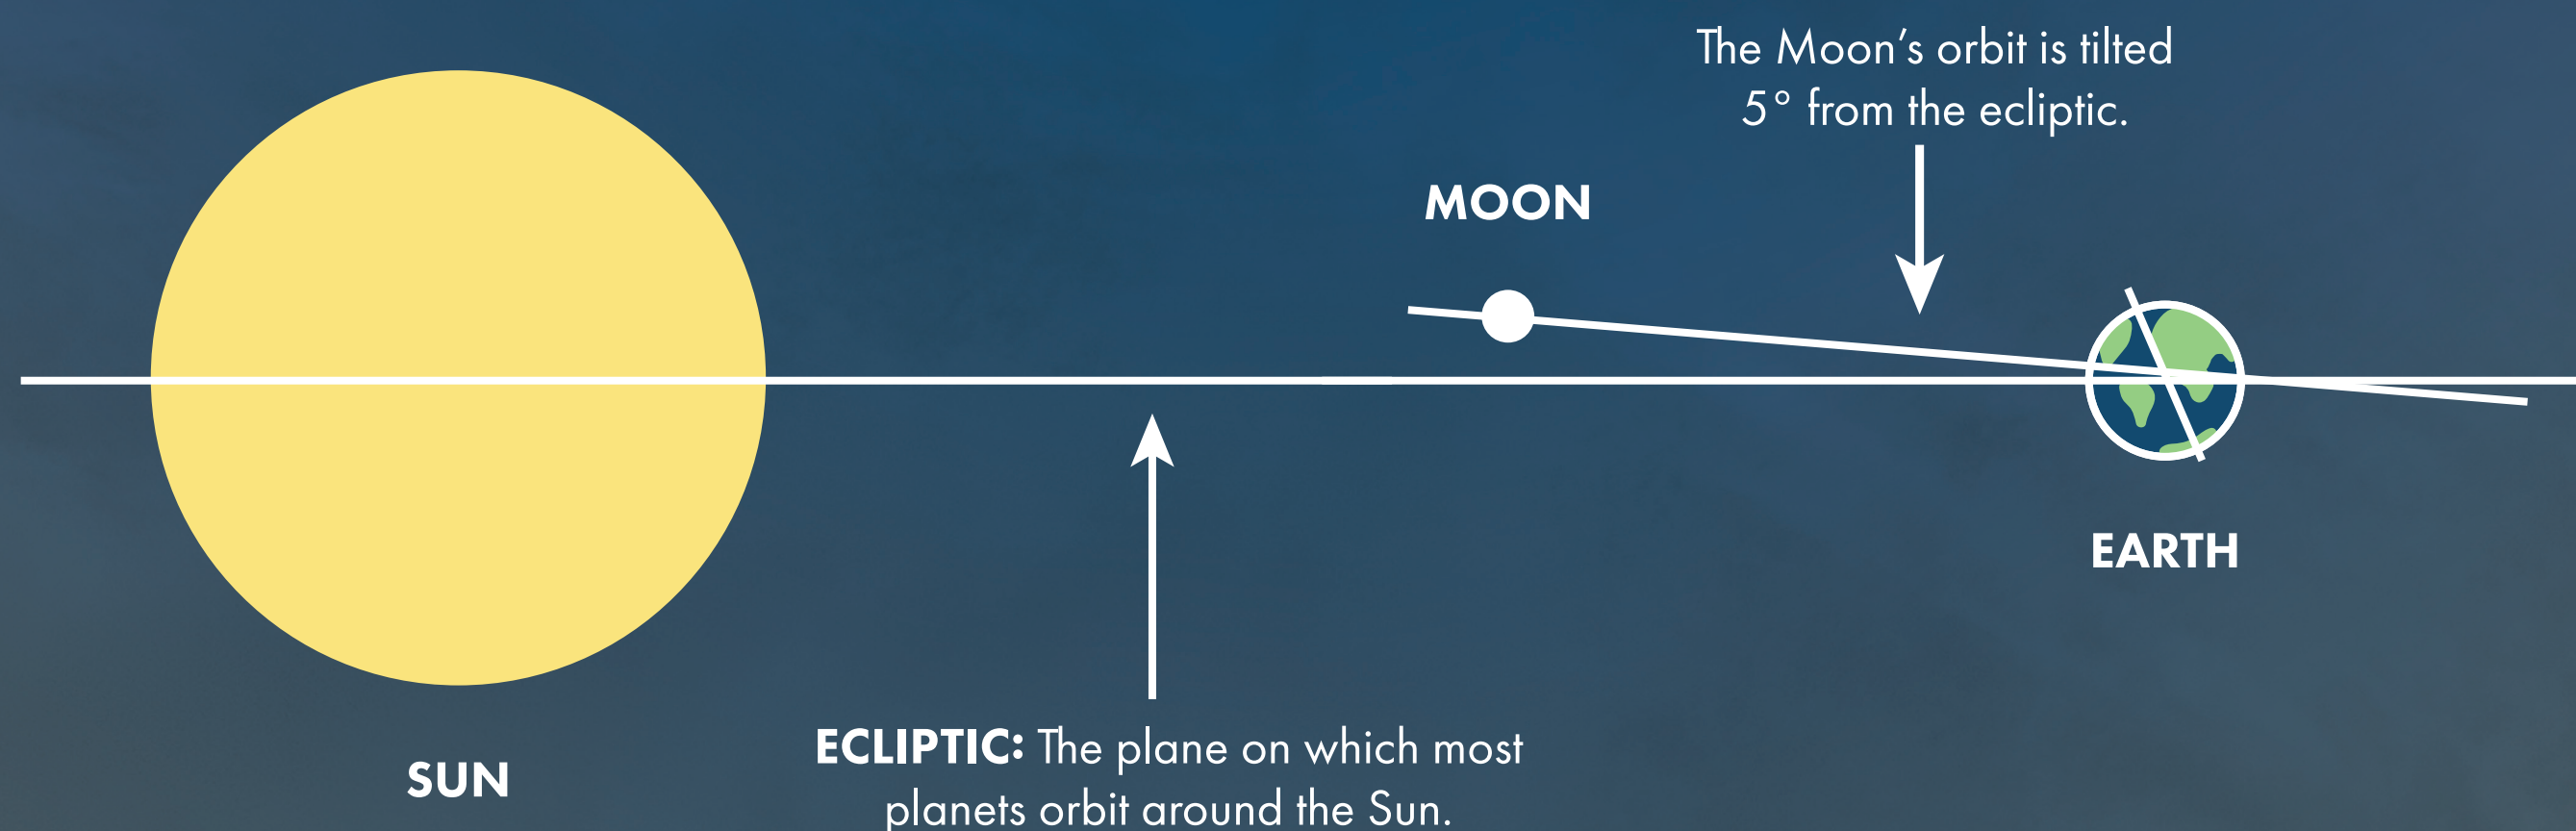 The Moon’s orbit is tilted
5° from the ecliptic.
MOON
EARTH
SUN
ECLIPTIC: The plane on which most
planets orbit around the Sun.